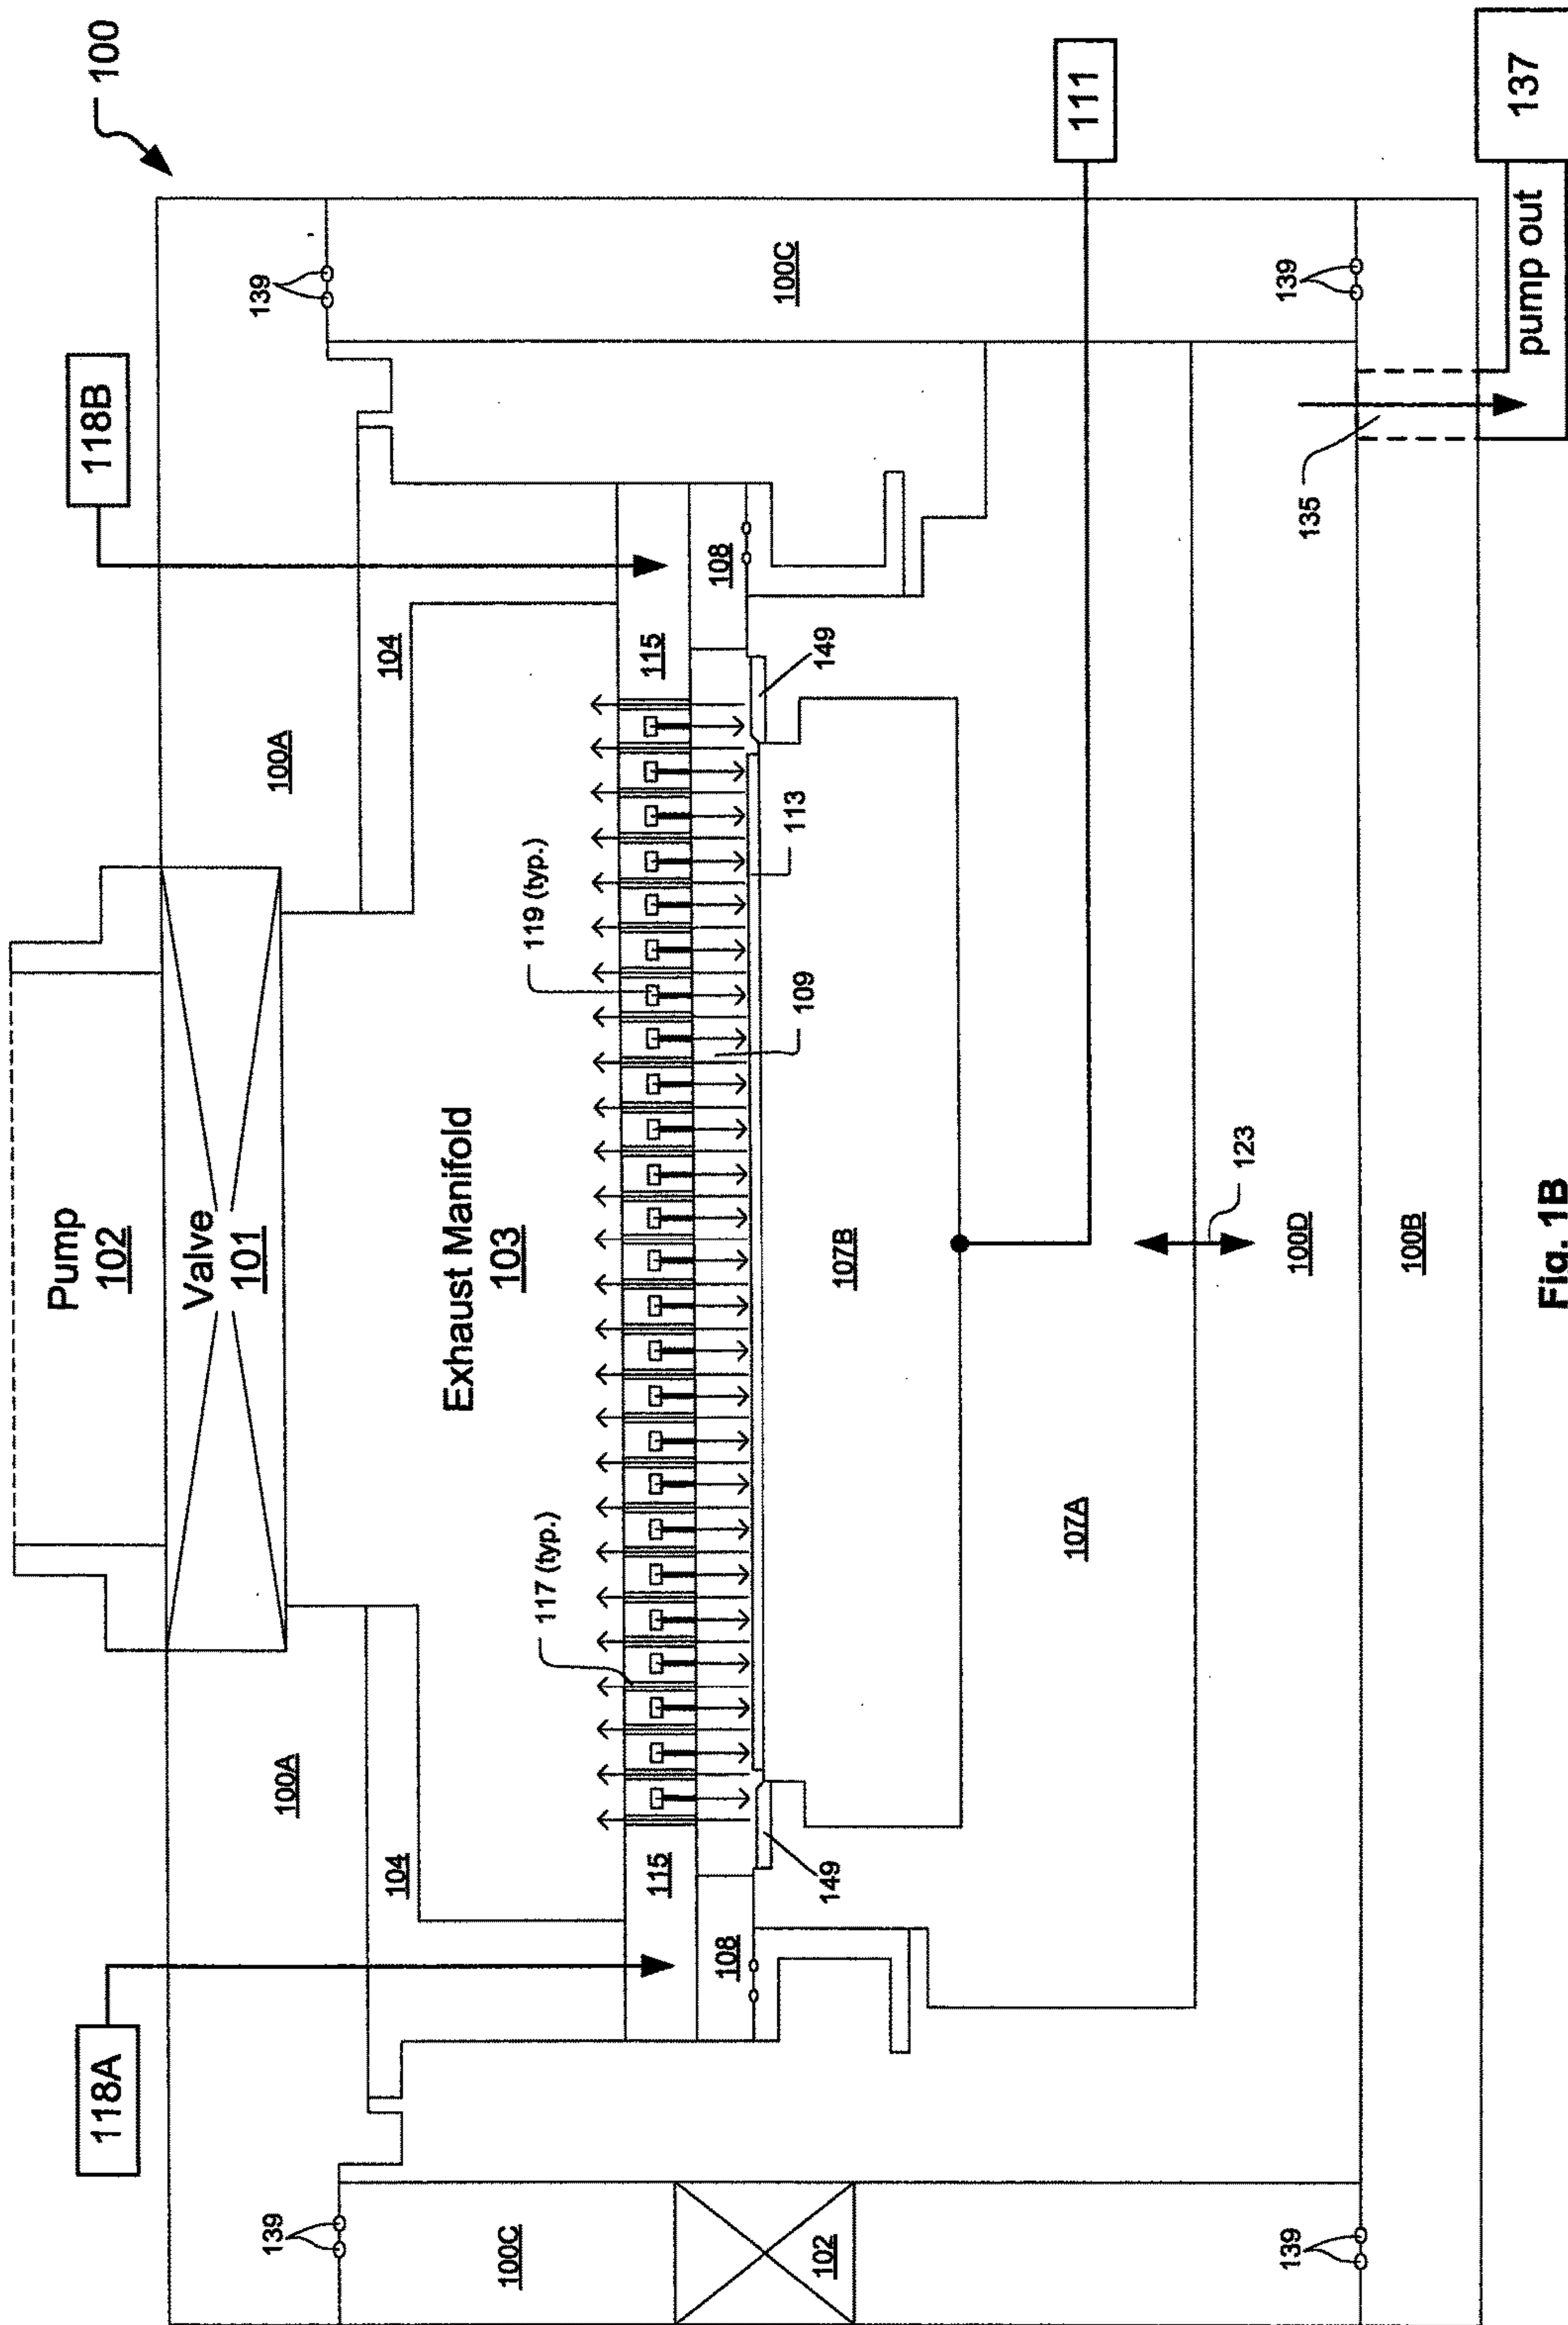 100
118A
118B
Pump
102
Valve
101
100A
100A
139
139
104
104
Exhaust Manifold
103
117 (typ.)
119 (typ.)
115
115
108
108
100C
100C
102
149
149
109
113
107B
107A
111
123
100D
139
139
135
100B
pump out
137
Fig. 1B